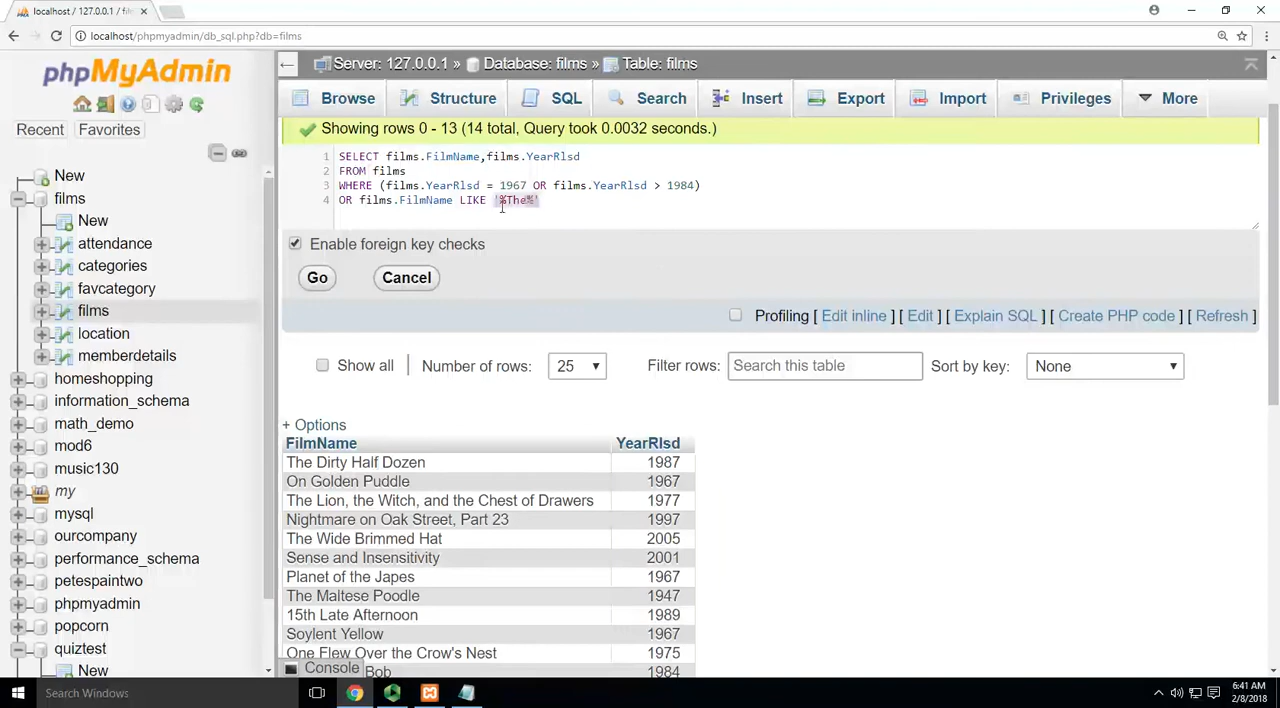 localhost / 127.0.0.1 / fil
localhost/phpmyadmin/db_sql.php?db=films
phpMyAdmin
Recent
Favorites
New
films
New
attendance
categories
favcategory
films
location
memberdetails
homeshopping
information_schema
math_demo
mod6
music130
my
mysql
ourcompany
performance_schema
petespaintwo
phpmyadmin
popcorn
quiztest
New
Server: 127.0.0.1 » Database: films » Table: films
Browse Structure SQL Search Insert Export Import Privileges More
Showing rows 0 - 13 (14 total, Query took 0.0032 seconds.)
1 SELECT films.FilmName,films.YearRlsd
2 FROM films
3 WHERE (films.YearRlsd = 1967 OR films.YearRlsd > 1984)
4 OR films.FilmName LIKE '%The%'
Enable foreign key checks
Go Cancel
Profiling [ Edit inline ] [ Edit ] [ Explain SQL ] [ Create PHP code ] [ Refresh ]
Show all | Number of rows: 25 Filter rows: Search this table Sort by key: None
+ Options
FilmName YearRlsd
The Dirty Half Dozen 1987
On Golden Puddle 1967
The Lion, the Witch, and the Chest of Drawers 1977
Nightmare on Oak Street, Part 23 1997
The Wide Brimmed Hat 2005
Sense and Insensitivity 2001
Planet of the Japes 1967
The Maltese Poodle 1947
15th Late Afternoon 1989
Soylent Yellow 1967
One Flew Over the Crow's Nest 1975
Bob 1984
Console
Search Windows
6:41 AM
2/8/2018